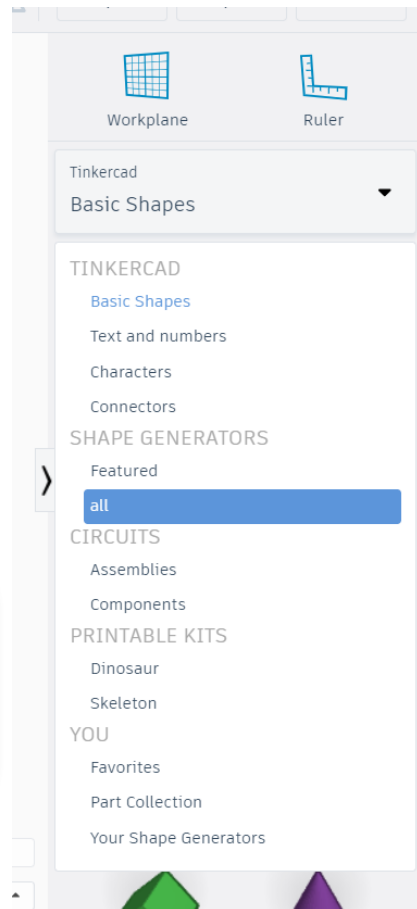 Workplane
Ruler
Tinkercad
Basic Shapes
TINKERCAD
Basic Shapes
Text and numbers
Characters
Connectors
SHAPE GENERATORS
Featured
all
CIRCUITS
Assemblies
Components
PRINTABLE KITS
Dinosaur
Skeleton
YOU
Favorites
Part Collection
Your Shape Generators